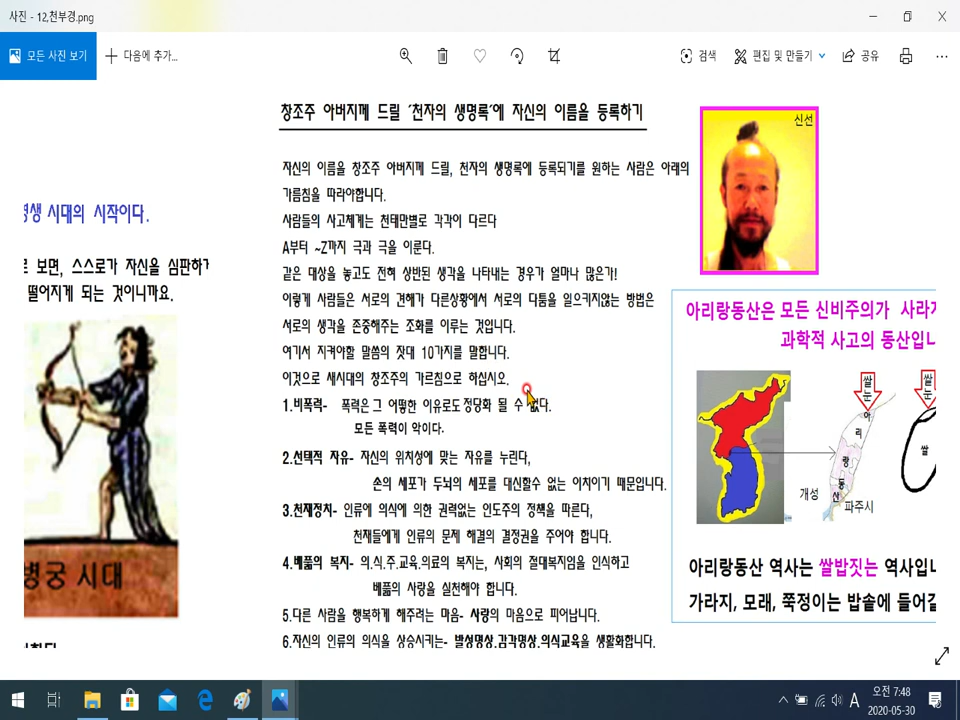 사진 - 12,천부경.png
모든 사진 보기
다음에 추가...
검색
편집 및 만들기
공유
창조주 아버지께 드릴 '천자의 생명록'에 자신의 이름을 등록하기
신선
자신의 이름을 창조주 아버지께 드릴, 천자의 생명록에 등록되기를 원하는 사람은 아래의
가름침을 따라야합니다.
사람들의 사고체계는 천태만별로 각각이 다르다
A부터 ~Z까지 극과 극을 이룬다.
같은 대상을 놓고도 전혀 상반된 생각을 나타내는 경우가 얼마나 많은가!
이렇게 사람들은 서로의 견해가 다른상황에서 서로의 다툼을 일으키지않는 방법은
서로의 생각을 존중해주는 조화를 이루는 것입니다.
여기서 지켜야할 말씀의 잣대 10가지를 말합니다.
이것으로 새시대의 창조주의 가르침으로 하십시오.
1.비폭력- 폭력은 그 어떠한 이유로도 정당화 될 수 없다.
모든 폭력이 악이다.
2.선택적 자유- 자신의 위치성에 맞는 자유를 누린다,
손의 세포가 두뇌의 세포를 대신할수 없는 이치이기 때문입니다.
3.천재정치- 인류에 의식에 의한 권력없는 인도주의 정책을 따른다,
천재들에게 인류의 문제 해결의 결정권을 주어야 합니다.
4.베품의 복지- 의.식.주.교육.의료의 복지는, 사회의 절대복지임을 인식하고
베품의 사랑을 실천해야 합니다.
5.다른 사람을 행복하게 해주려는 마음- 사랑의 마음으로 피어납니다.
6.자신의 인류의 의식을 상승시키는- 발성명상.감각명상.의식교육을 생활화합니다.
시대의 시작이다.
보면, 스스로가 자신을 심판하
떨어지게 되는 것이니까요.
병궁 시대
아리랑동산은 모든 신비주의가 사라
과학적 사고의 동산입니
쌀눈
쌀눈
아
리
랑
동
산
쌀
개성
파주시
아리랑동산 역사는 쌀밥짓는 역사입니
가라지, 모래, 쭉정이는 밥솥에 들어갈
A
오전 7:48
2020-05-30